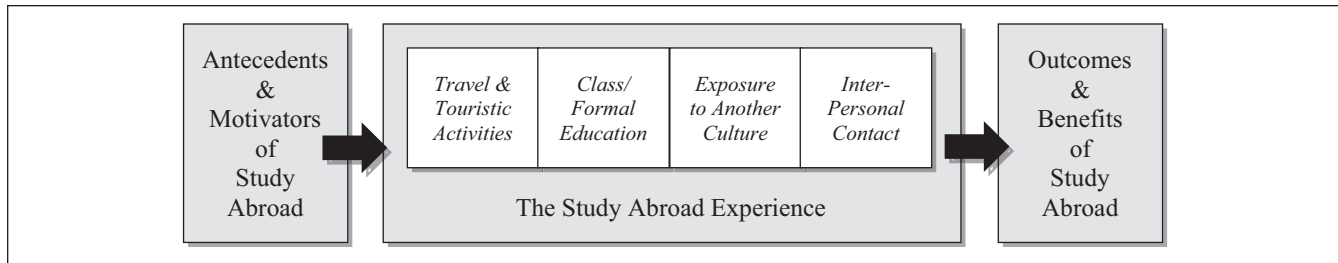 Antecedents
&
Motivators
of
Study
Abroad
Travel &
Touristic
Activities
Class/
Formal
Education
Exposure
to Another
Culture
Inter-
Personal
Contact
The Study Abroad Experience
Outcomes
&
Benefits
of
Study
Abroad